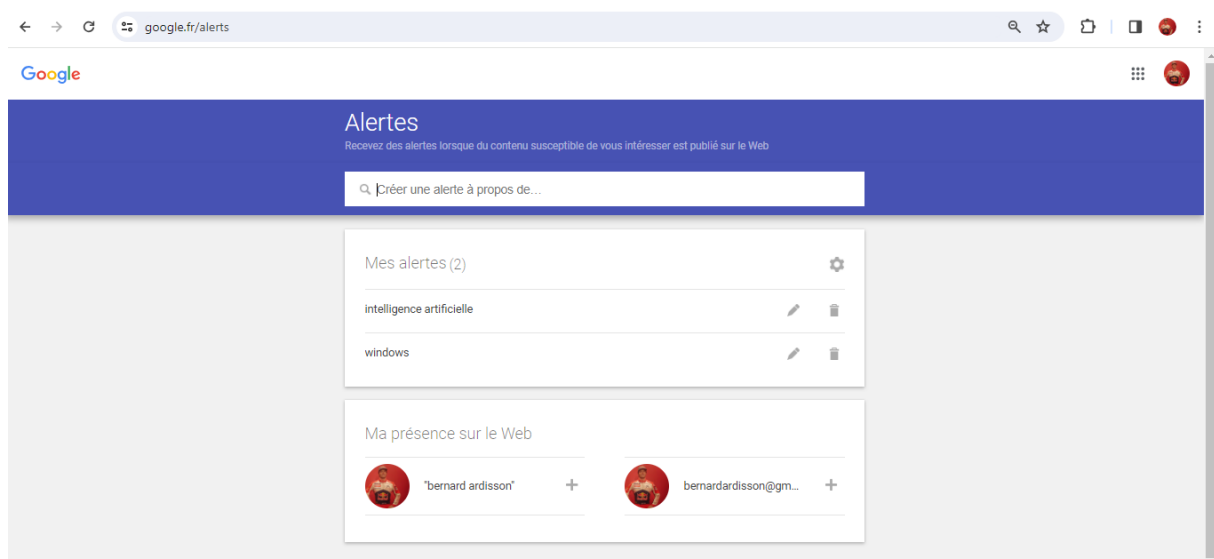 google.fr/alerts
Google
Alertes
Recevez des alertes lorsque du contenu susceptible de vous intéresser est publié sur le Web
Créer une alerte à propos de...
Mes alertes (2)
intelligence artificielle
windows
Ma présence sur le Web
"bernard ardisson"
bernardardisson@gm...